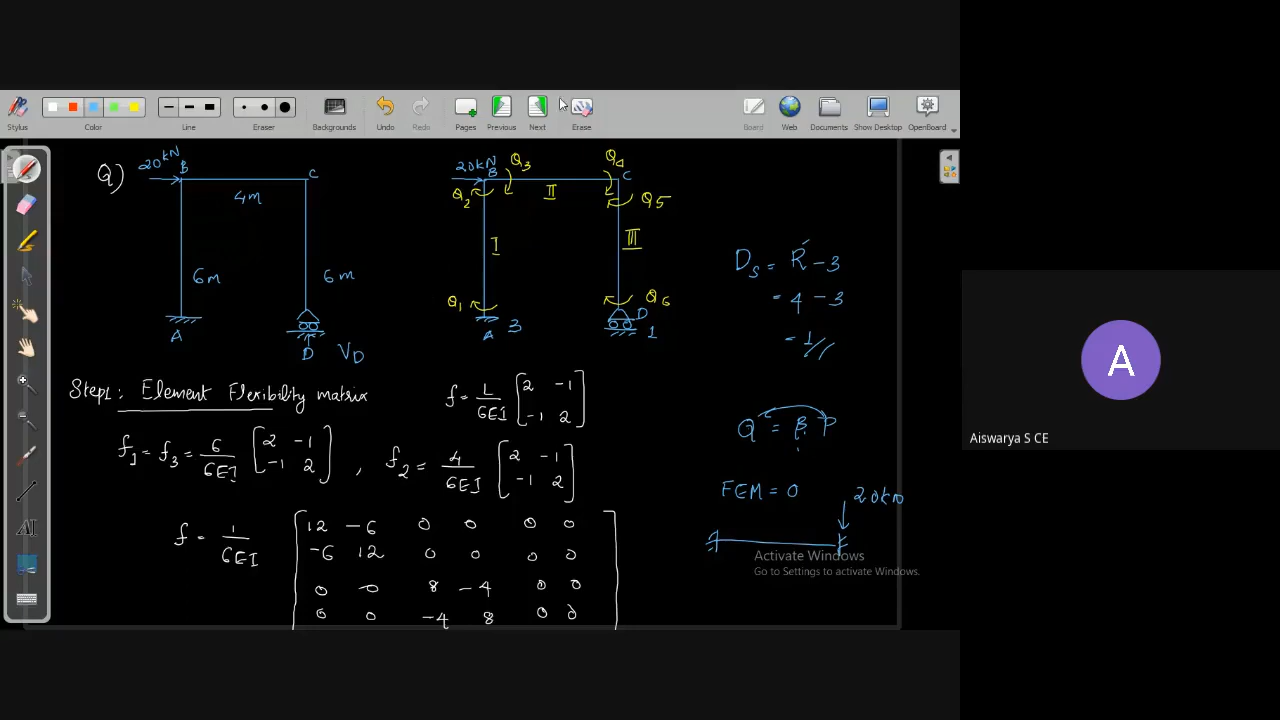 Stylus
Color
Line
Eraser
Backgrounds
Undo
Redo
Pages
Previous
Next
Erase
Board
Web
Documents
Show Desktop
OpenBoard
Q)
20kN
B
C
4m
6m
6m
A
D
VD
20kN
B
Q3
Q4
C
Q2
II
Q5
I
III
Q1
Q6
A
3
D
1
Ds = R - 3
= 4 - 3
= 1//
Step1: Element Flexibility matrix
f = L/6EI [2 -1
-1 2]
f1 = f3 = 6/6EI [2 -1
-1 2] , f2 = 4/6EI [2 -1
-1 2]
Q = β. P
FEM = 0
20kN
f = 1/6EI [12 -6 0 0 0 0
-6 12 0 0 0 0
0 0 8 -4 0 0
0 0 -4 8 0 0
Activate Windows
Go to Settings to activate Windows.
A
Aiswarya S CE